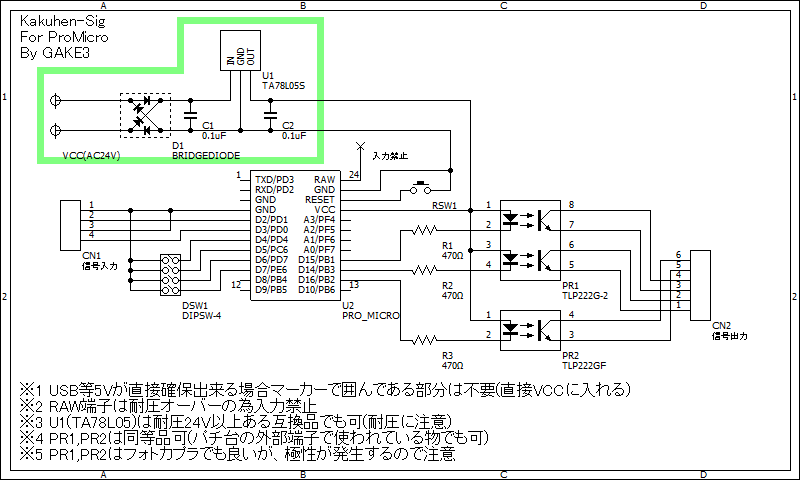 A B C D
Kakuhen-Sig
For ProMicro
By GAKE3
IN GND OUT
U1
TA78L05S
1 1
C1
0.1uF
C2
0.1uF
D1
BRIDGEDIODE
VCC(AC24V)
入力禁止
1 TXD/PD3 RAW 24
RXD/PD2 GND
GND RESET
GND VCC
D2/PD1 A3/PF4
D3/PD0 A2/PF5
D4/PD4 A1/PF6
D5/PC6 A0/PF7
D6/PD7 D15/PB1
D7/PE6 D14/PB3
D8/PB4 D16/PB2
12 D9/PB5 D10/PB6 13
U2
PRO_MICRO
RSW1
1
2
3
4
CN1
信号入力
DSW1
DIPSW-4
R1
470Ω
R2
470Ω
R3
470Ω
1 8
2 7
3 6
4 5
PR1
TLP222G-2
1 4
2 3
PR2
TLP222GF
6
5
4
3
2
1
CN2
信号出力
2 2
※1 USB等5Vが直接確保出来る場合マーカーで囲んである部分は不要(直接VCCに入れる)
※2 RAW端子は耐圧オーバーの為入力禁止
※3 U1(TA78L05)は耐圧24V以上ある互換品でも可(耐圧に注意)
※4 PR1,PR2は同等品可(パチ台の外部端子で使われている物でも可)
※5 PR1,PR2はフォトカプラでも良いが、極性が発生するので注意
A B C D